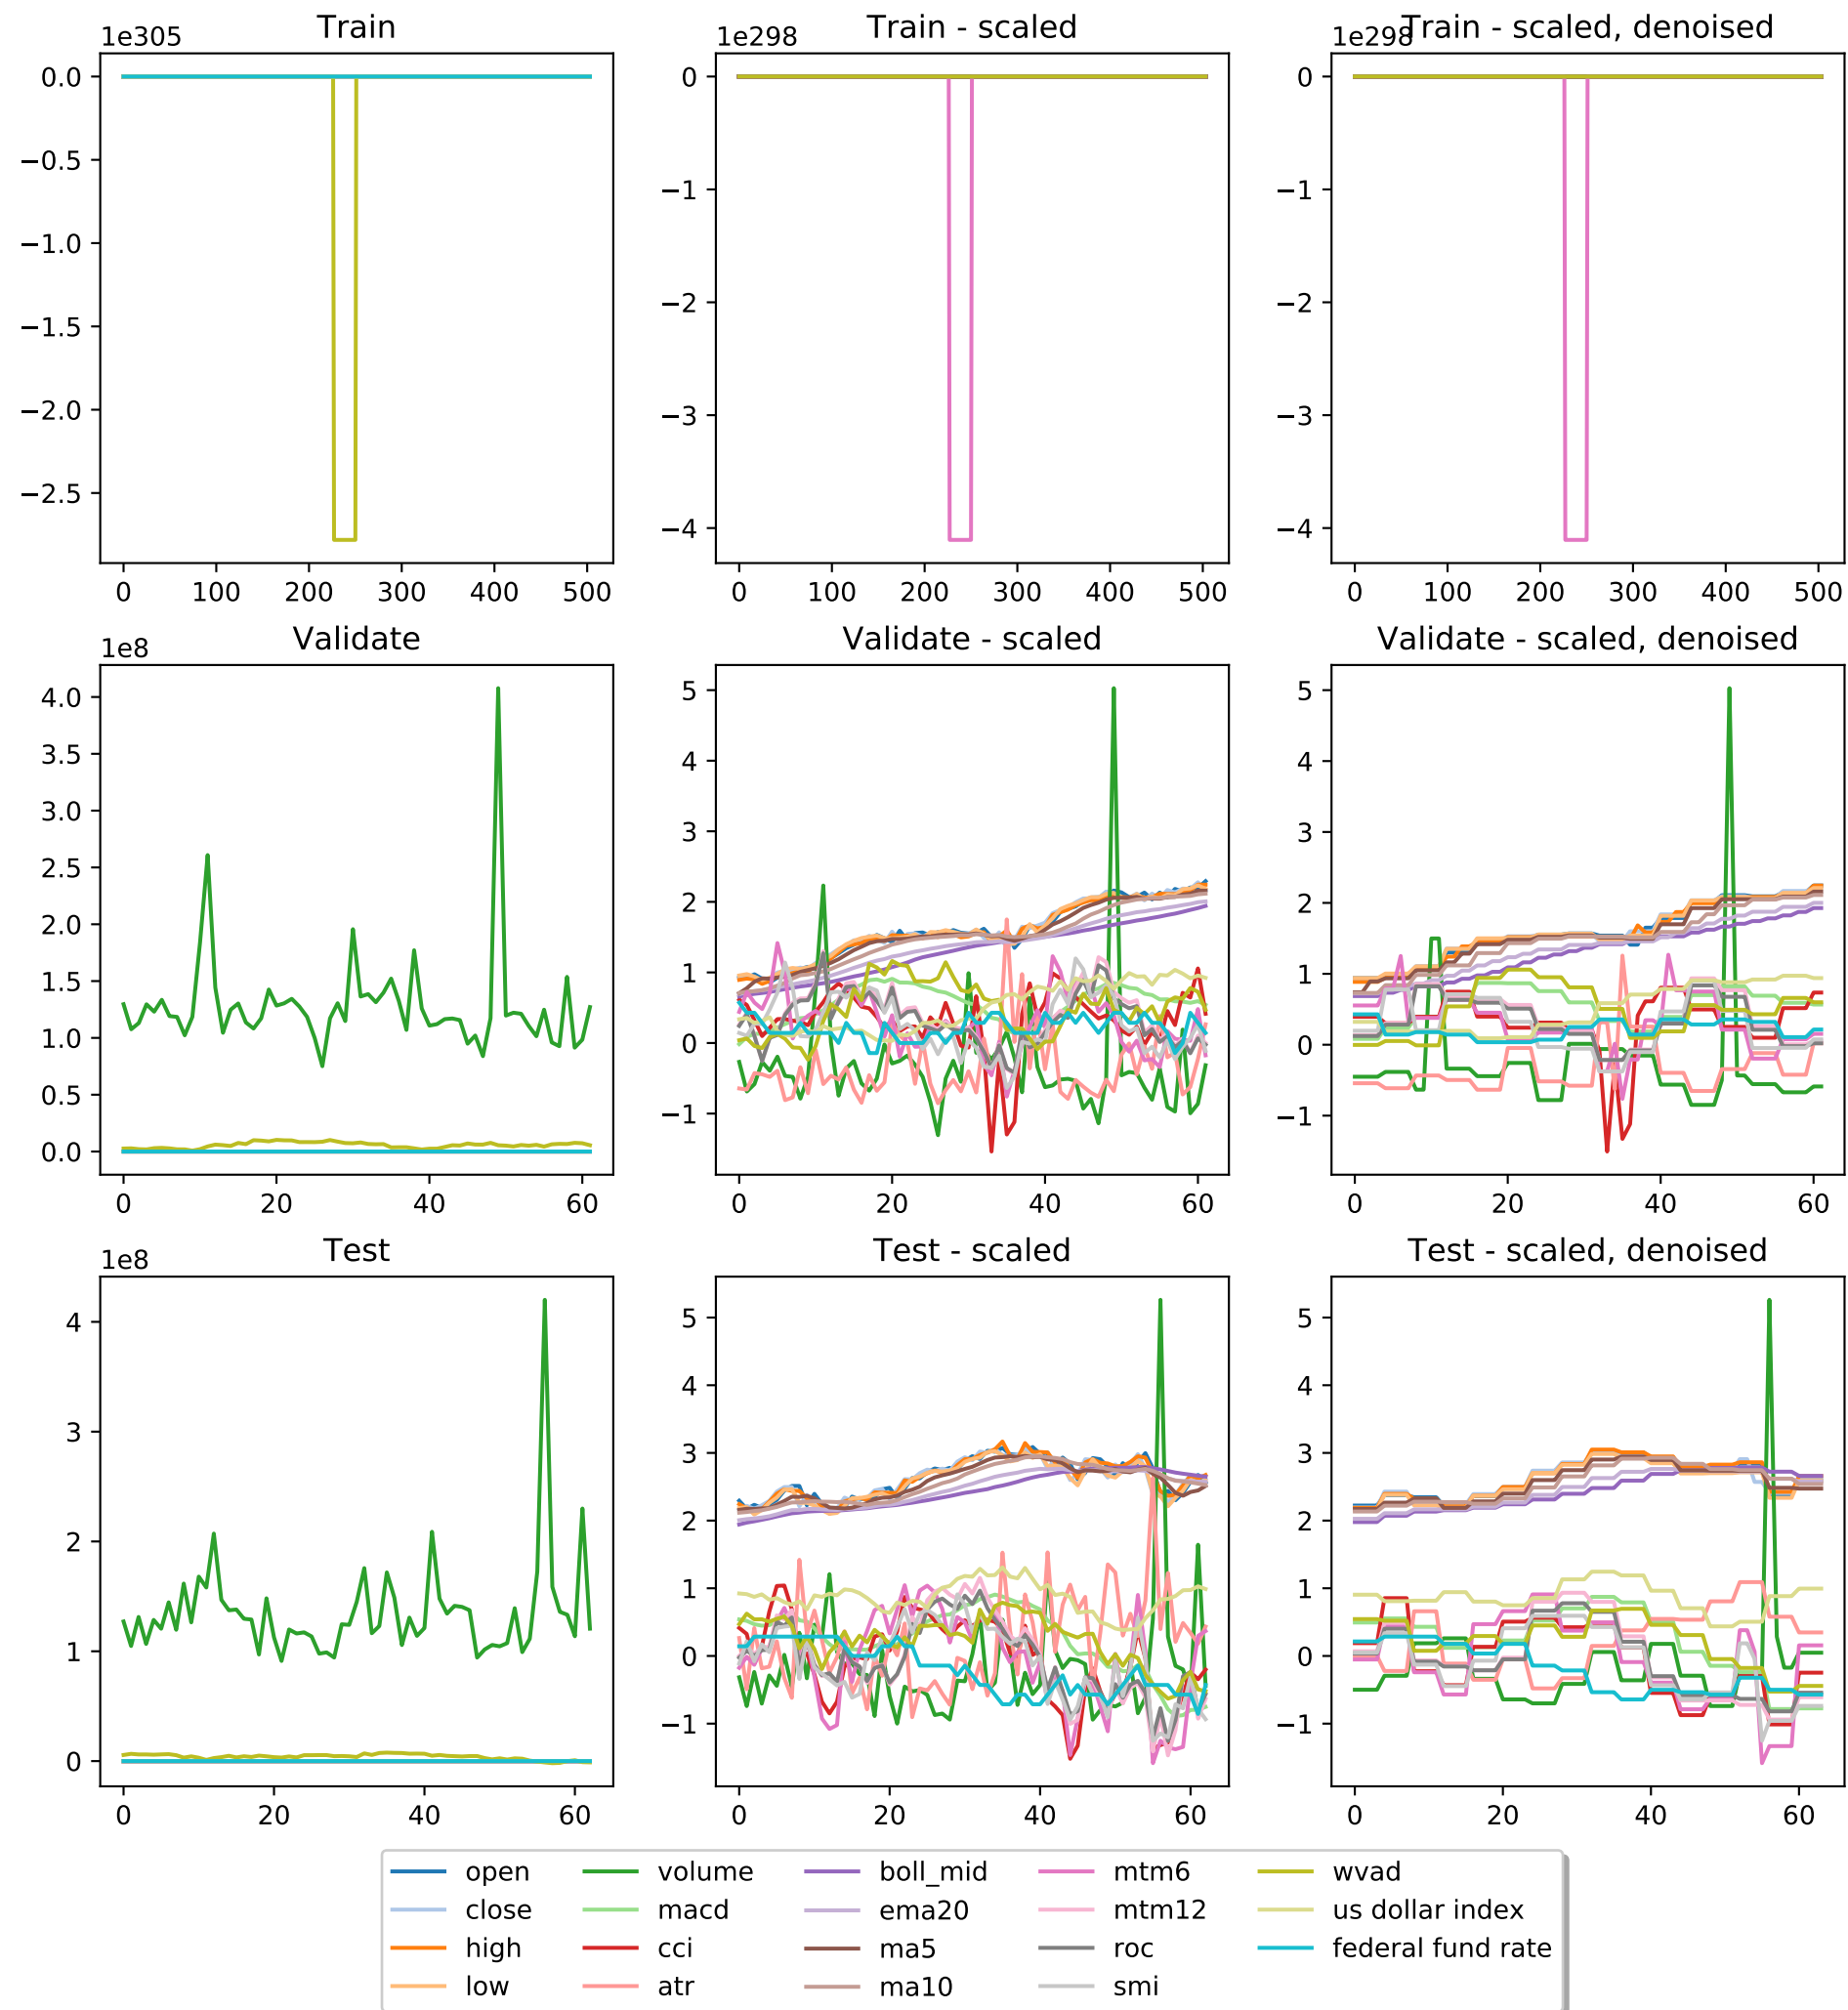 Train
1e305
0.0
−0.5
−1.0
−1.5
−2.0
−2.5
0 100 200 300 400 500
Train - scaled
1e298
0
−1
−2
−3
−4
0 100 200 300 400 500
Train - scaled, denoised
1e298
0
−1
−2
−3
−4
0 100 200 300 400 500
Validate
1e8
4.0
3.5
3.0
2.5
2.0
1.5
1.0
0.5
0.0
0 20 40 60
Validate - scaled
5
4
3
2
1
0
−1
0 20 40 60
Validate - scaled, denoised
5
4
3
2
1
0
−1
0 20 40 60
Test
1e8
4
3
2
1
0
0 20 40 60
Test - scaled
5
4
3
2
1
0
−1
0 20 40 60
Test - scaled, denoised
5
4
3
2
1
0
−1
0 20 40 60
open volume boll_mid mtm6 wvad
close macd ema20 mtm12 us dollar index
high cci ma5 roc federal fund rate
low atr ma10 smi